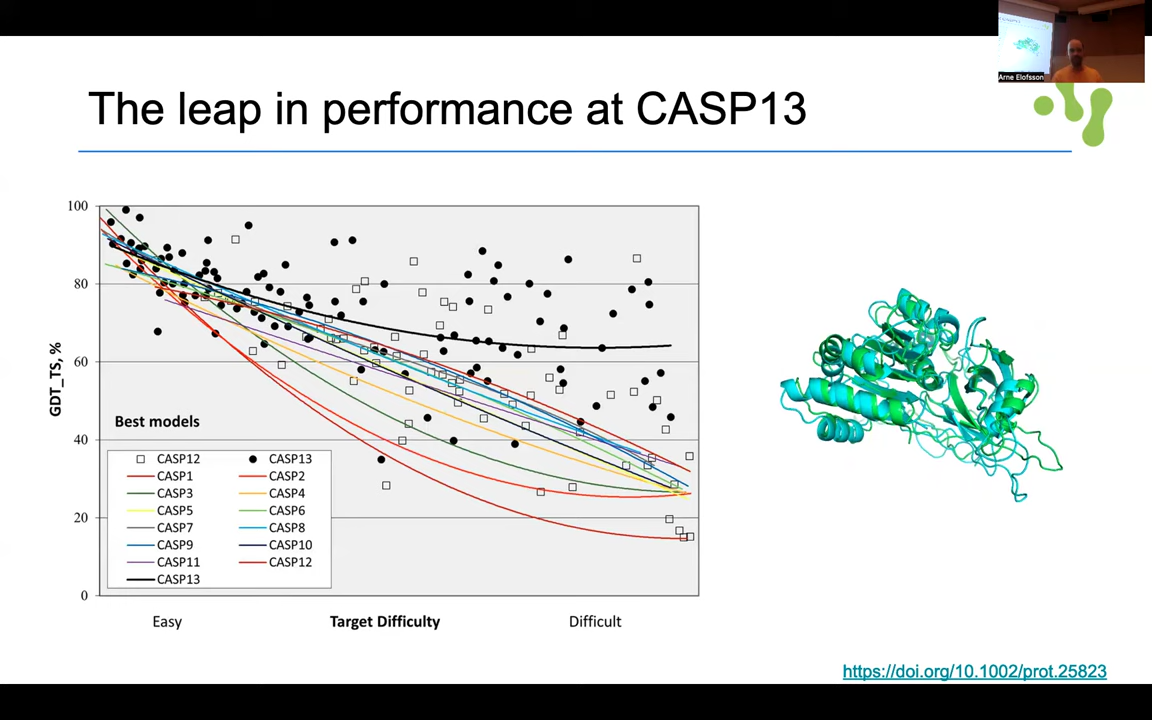 Arne Elofsson
The leap in performance at CASP13
100
80
60
40
20
0
GDT_TS, %
Best models
CASP12 CASP13
CASP1 CASP2
CASP3 CASP4
CASP5 CASP6
CASP7 CASP8
CASP9 CASP10
CASP11 CASP12
CASP13
Easy Target Difficulty Difficult
https://doi.org/10.1002/prot.25823